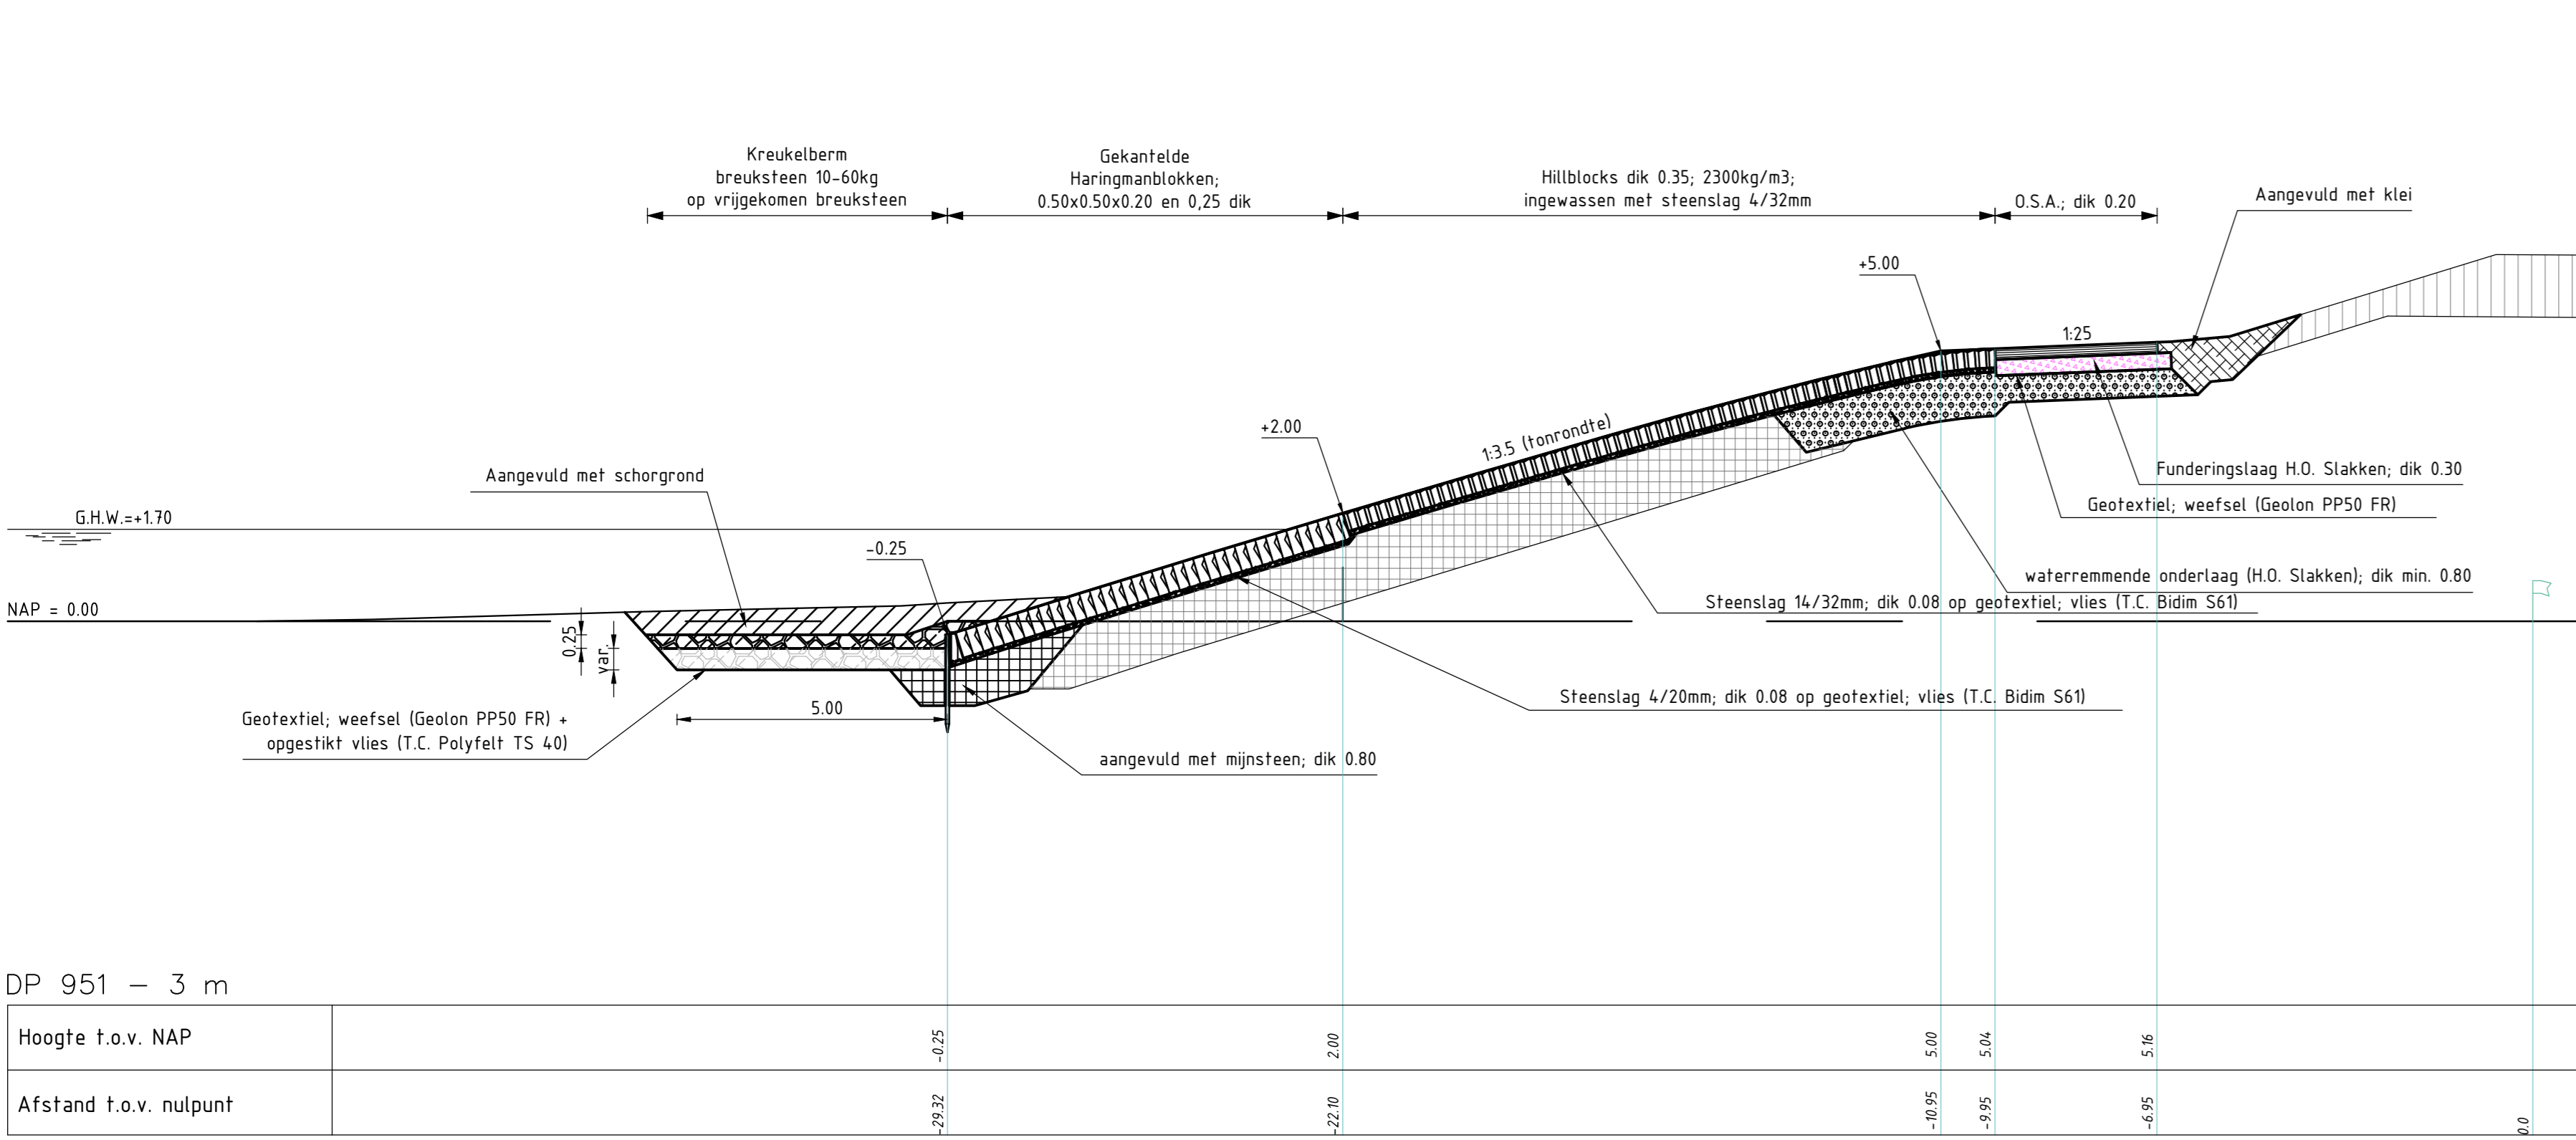 Kreukelberm
breuksteen 10-60kg
op vrijgekomen breuksteen
Gekantelde
Haringmanblokken;
0.50x0.50x0.20 en 0,25 dik
Hillblocks dik 0.35; 2300kg/m3;
ingewassen met steenslag 4/32mm
O.S.A.; dik 0.20
Aangevuld met klei
+5.00
1:25
+2.00
1:3.5 (tonrondte)
Aangevuld met schorgrond
G.H.W.=+1.70
-0.25
NAP = 0.00
0.25
var.
5.00
Funderingslaag H.O. Slakken; dik 0.30
Geotextiel; weefsel (Geolon PP50 FR)
waterremmende onderlaag (H.O. Slakken); dik min. 0.80
Steenslag 14/32mm; dik 0.08 op geotextiel; vlies (T.C. Bidim S61)
Steenslag 4/20mm; dik 0.08 op geotextiel; vlies (T.C. Bidim S61)
Geotextiel; weefsel (Geolon PP50 FR) +
opgestikt vlies (T.C. Polyfelt TS 40)
aangevuld met mijnsteen; dik 0.80
DP 951 - 3 m
Hoogte t.o.v. NAP
-0.25
2.00
5.00
5.04
5.16
Afstand t.o.v. nulpunt
-29.32
-22.10
-10.95
-9.95
-6.95
0.0